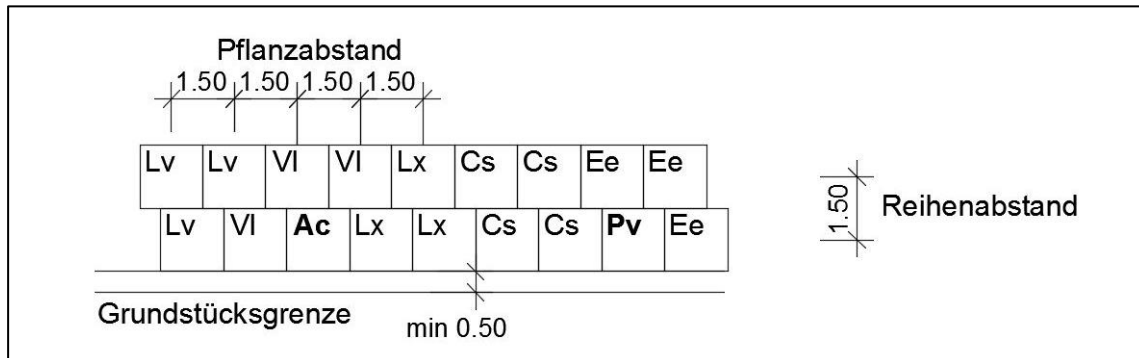 Pflanzabstand
1.50 1.50 1.50 1.50
Lv Lv Vl Vl Lx Cs Cs Ee Ee
Lv Vl Ac Lx Lx Cs Cs Pv Ee
1.50
Reihenabstand
Grundstücksgrenze
min 0.50